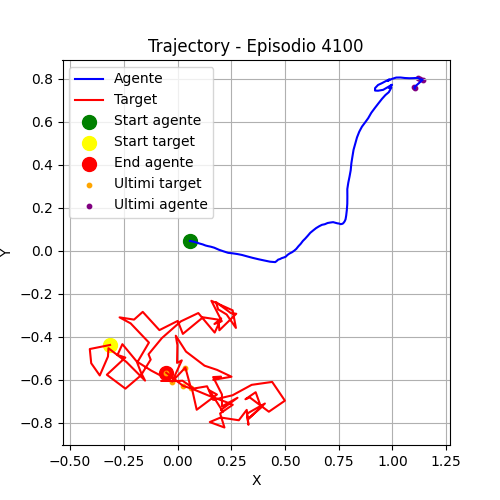 Trajectory - Episodio 4100
Agente
Target
Start agente
Start target
End agente
Ultimi target
Ultimi agente
0.8
0.6
0.4
0.2
0.0
−0.2
−0.4
−0.6
−0.8
Y
−0.50 −0.25 0.00 0.25 0.50 0.75 1.00 1.25
X